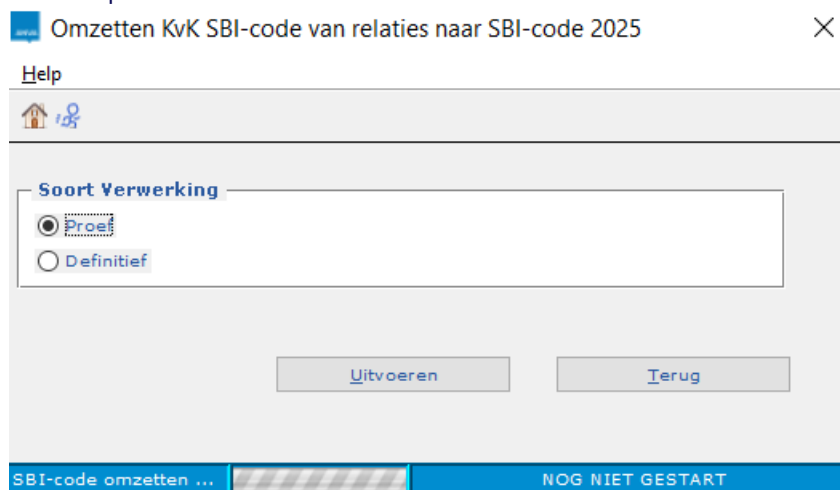 Omzetten KvK SBI-code van relaties naar SBI-code 2025
Help
Soort Verwerking
Proef
Definitief
Uitvoeren
Terug
SBI-code omzetten ...
NOG NIET GESTART